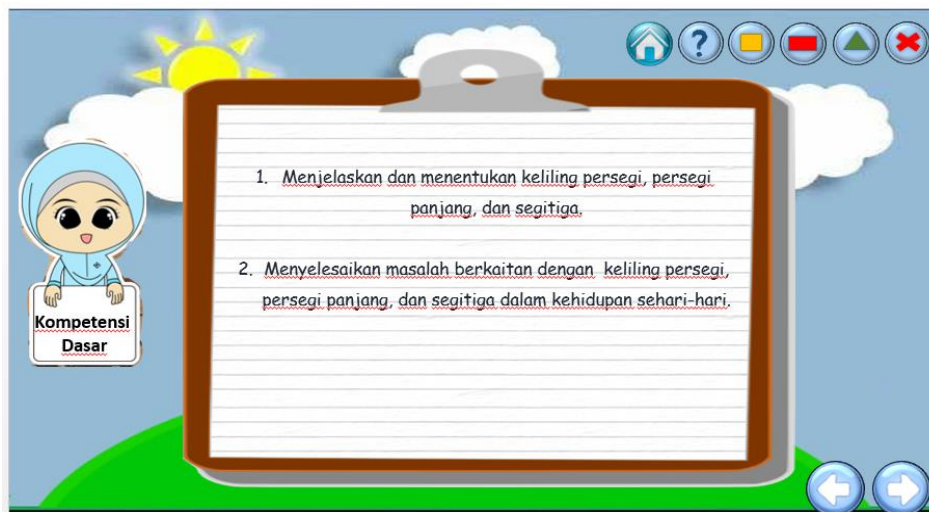 ?
1. Menjelaskan dan menentukan keliling persegi, persegi
panjang, dan segitiga.
2. Menyelesaikan masalah berkaitan dengan keliling persegi,
persegi panjang, dan segitiga dalam kehidupan sehari-hari.
Kompetensi
Dasar